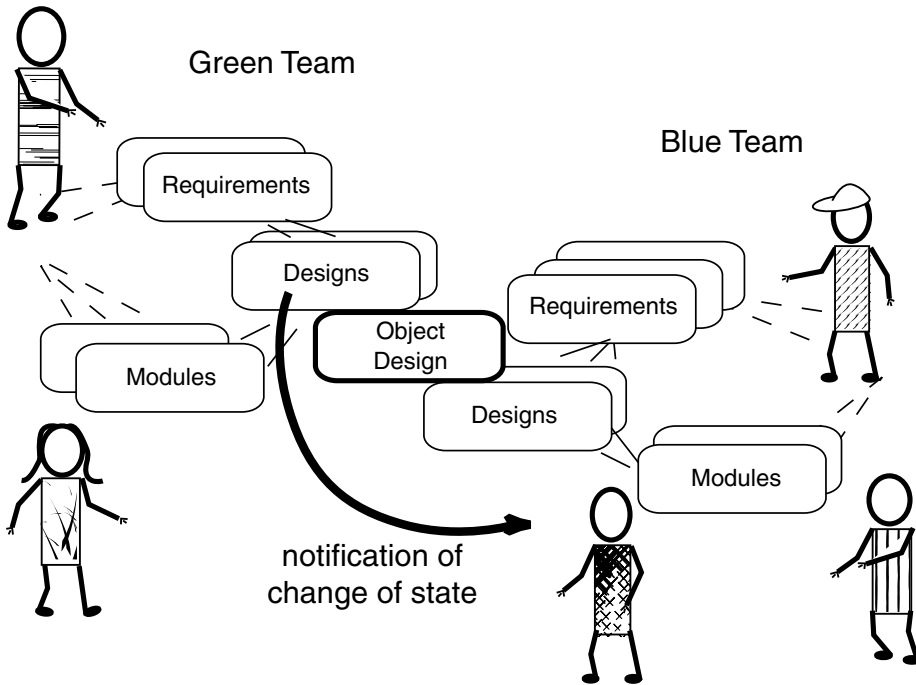 Green Team
Blue Team
Requirements
Designs
Requirements
Object
Design
Modules
Designs
Modules
notification of
change of state